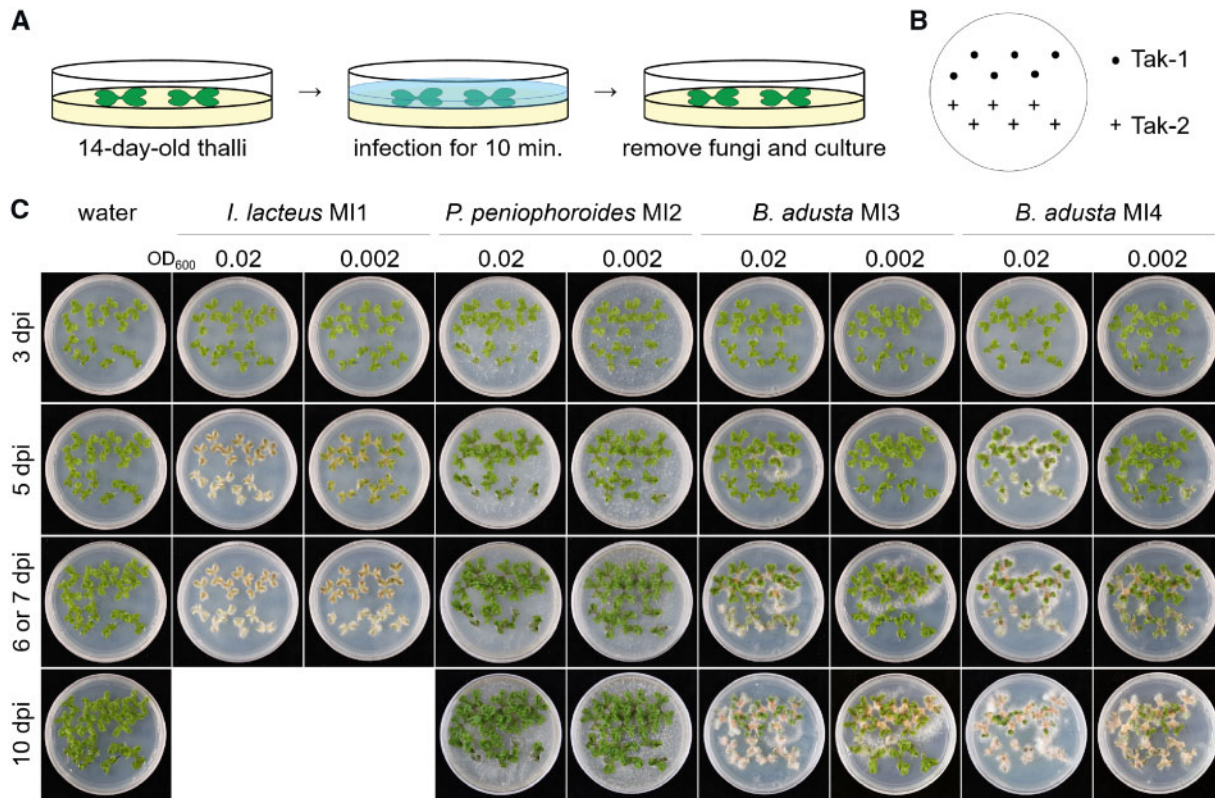 A
14-day-old thalli
→
infection for 10 min.
→
remove fungi and culture
B
Tak-1
Tak-2
C
water
I. lacteus MI1
P. peniophoroides MI2
B. adusta MI3
B. adusta MI4
OD600 0.02 0.002 0.02 0.002 0.02 0.002 0.02 0.002
3 dpi
5 dpi
6 or 7 dpi
10 dpi